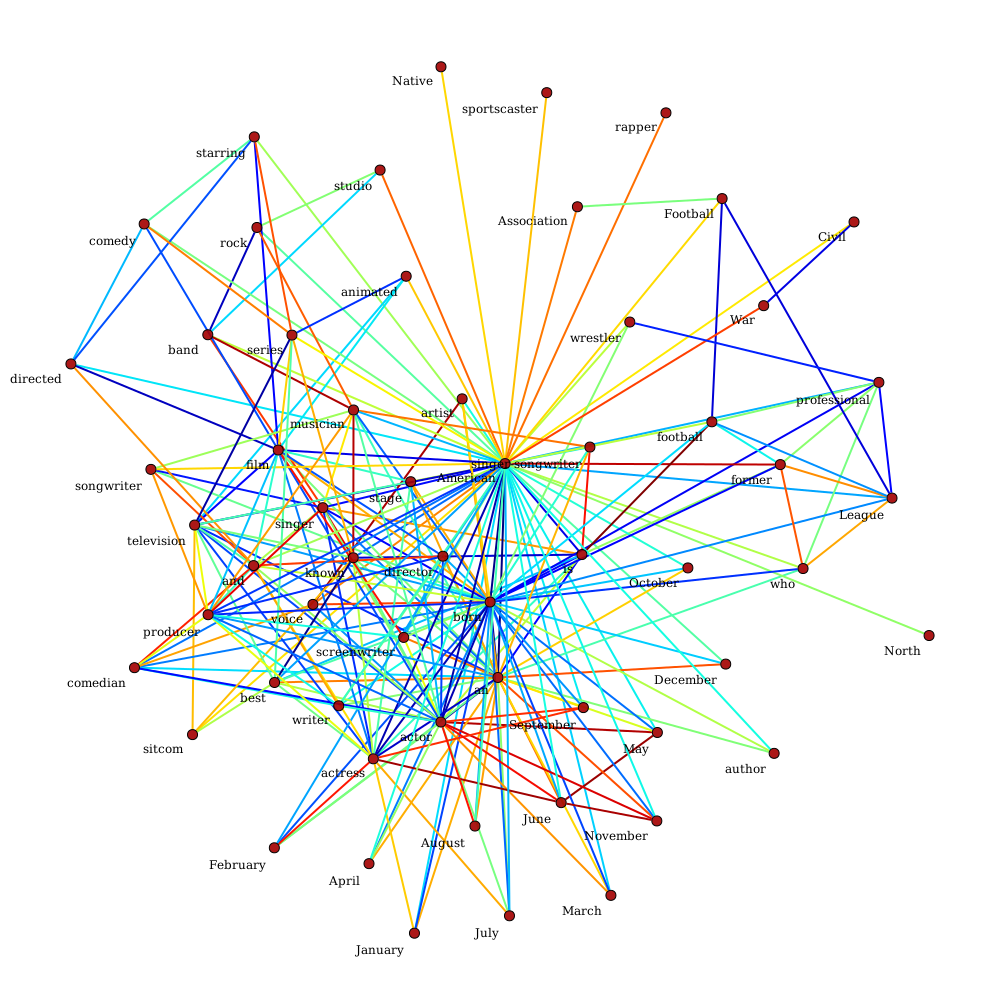 Native
sportscaster
rapper
starring
studio
Association
Football
Civil
comedy
rock
animated
War
wrestler
band
series
directed
professional
artist
musician
football
film
singer-songwriter
American
former
songwriter
stage
League
singer
television
is
known
director
and
October
who
voice
born
producer
North
screenwriter
comedian
December
an
best
writer
September
actor
sitcom
May
author
actress
June
November
August
February
April
March
July
January